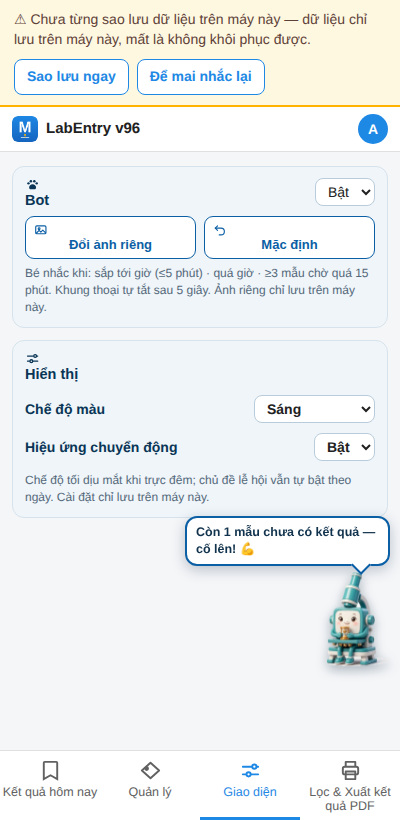 ⚠ Chưa từng sao lưu dữ liệu trên máy này — dữ liệu chỉ
lưu trên máy này, mất là không khôi phục được.
Sao lưu ngay
Để mai nhắc lại
M
LabEntry v96
A
Bot
Bật
Đổi ảnh riêng
Mặc định
Bé nhắc khi: sắp tới giờ (≤5 phút) · quá giờ · ≥3 mẫu chờ quá 15
phút. Khung thoại tự tắt sau 5 giây. Ảnh riêng chỉ lưu trên máy
này.
Hiển thị
Chế độ màu
Sáng
Hiệu ứng chuyển động
Bật
Chế độ tối dịu mắt khi trực đêm; chủ đề lễ hội vẫn tự bật theo
ngày. Cài đặt chỉ lưu trên máy này.
Còn 1 mẫu chưa có kết quả —
cố lên! 💪
Kết quả hôm nay
Quản lý
Giao diện
Lọc & Xuất kết
quả PDF